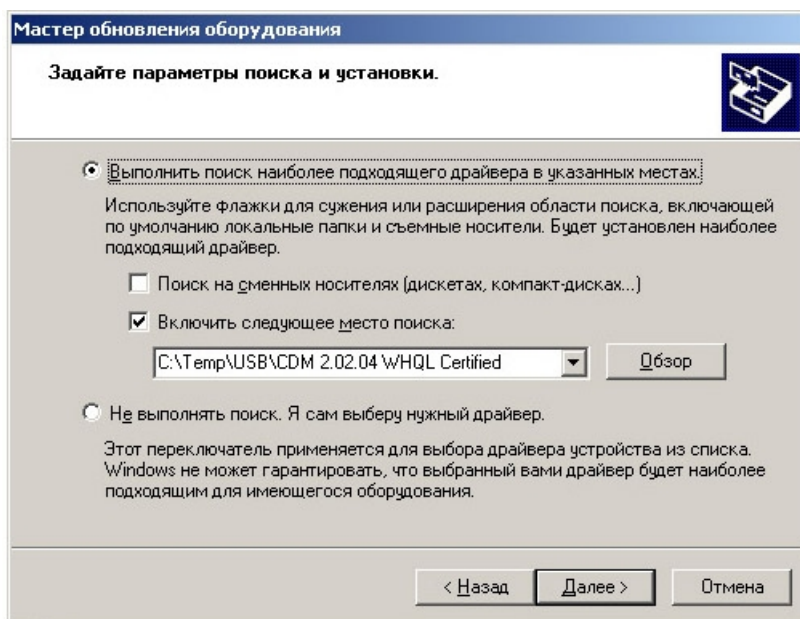 Мастер обновления оборудования
Задайте параметры поиска и установки.
Выполнить поиск наиболее подходящего драйвера в указанных местах.
Используйте флажки для сужения или расширения области поиска, включающей
по умолчанию локальные папки и съемные носители. Будет установлен наиболее
подходящий драйвер.
Поиск на сменных носителях (дискетах, компакт-дисках...)
Включить следующее место поиска:
C:\Temp\USB\CDM 2.02.04 WHQL Certified
Обзор
Не выполнять поиск. Я сам выберу нужный драйвер.
Этот переключатель применяется для выбора драйвера устройства из списка.
Windows не может гарантировать, что выбранный вами драйвер будет наиболее
подходящим для имеющегося оборудования.
< Назад
Далее >
Отмена